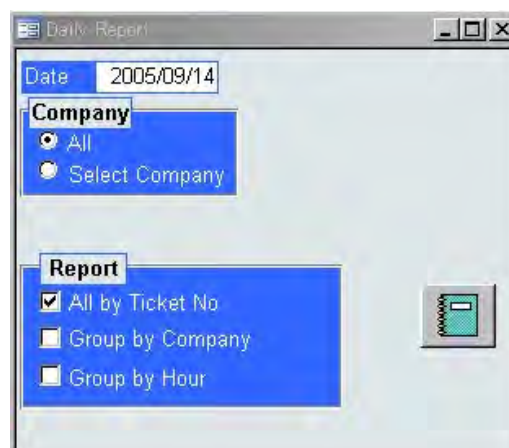 Daily Report
Date 2005/09/14
Company
All
Select Company
Report
All by Ticket No
Group by Company
Group by Hour